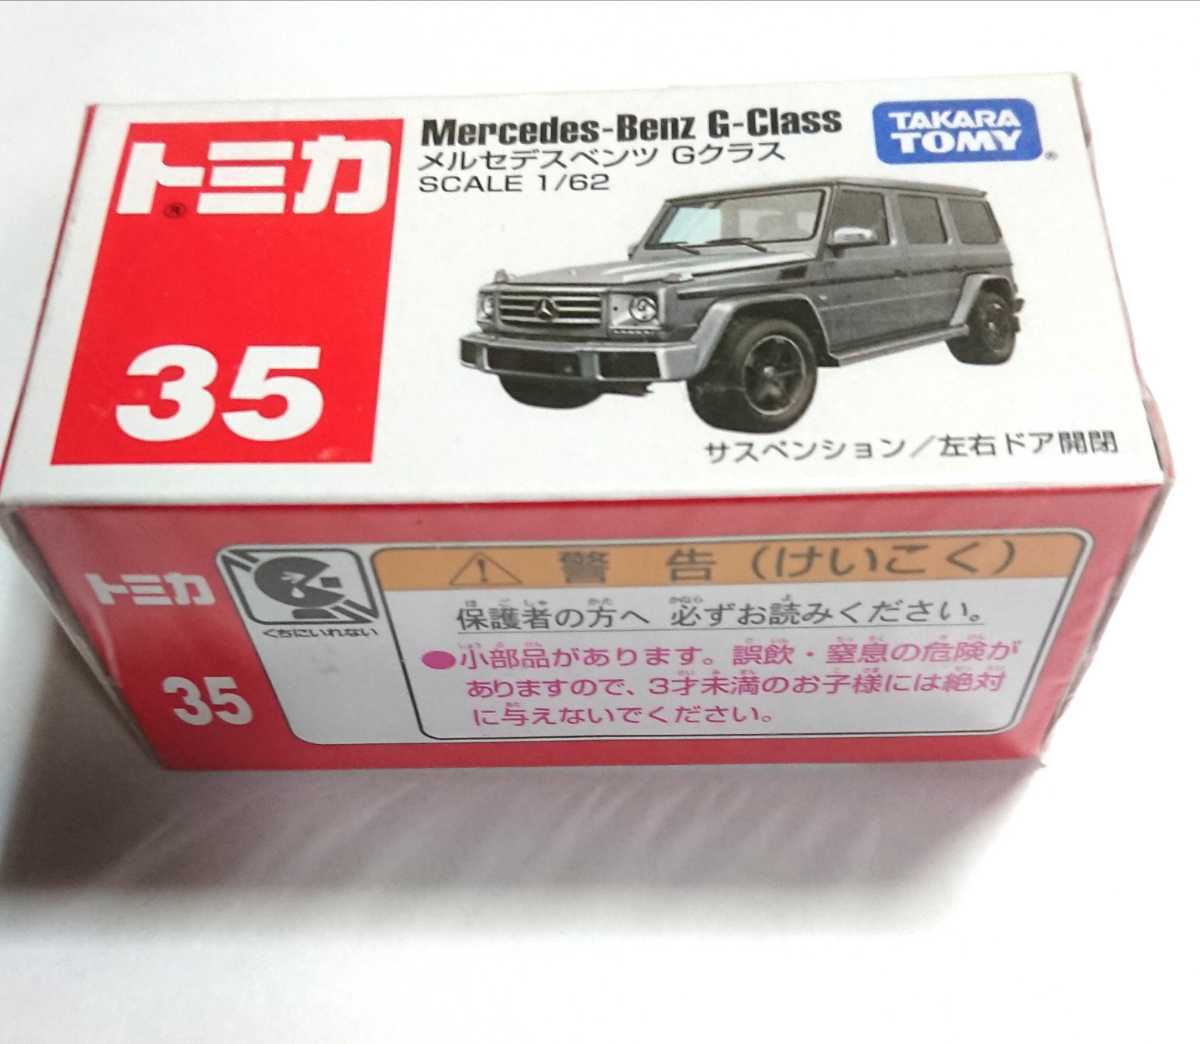 トミカ
®
35
Mercedes-Benz G-Class
メルセデスベンツ Gクラス
SCALE 1/62
TAKARA
TOMY®
サスペンション/左右ドア開閉
トミカ
35
くちにいれない
警告(けいこく)
保護者の方へ 必ずお読みください。
●小部品があります。誤飲・窒息の危険が
ありますので、3才未満のお子様には絶対
に与えないでください。